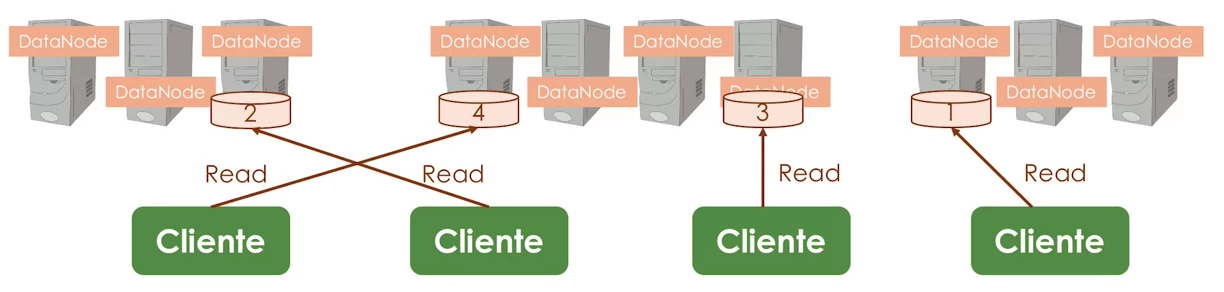 DataNode
DataNode
DataNode
DataNode
DataNode
DataNode
DataNode
DataNode
DataNode
DataNode
2
4
3
1
Read
Read
Read
Read
Cliente
Cliente
Cliente
Cliente